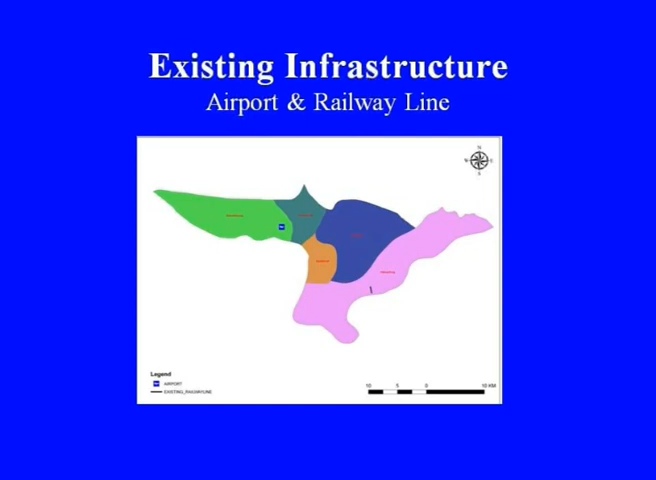 Existing Infrastructure
Airport & Railway Line
N
W E
S
Legend
AIRPORT
EXISTING_RAILWAYLINE
10 5 0 10 KM